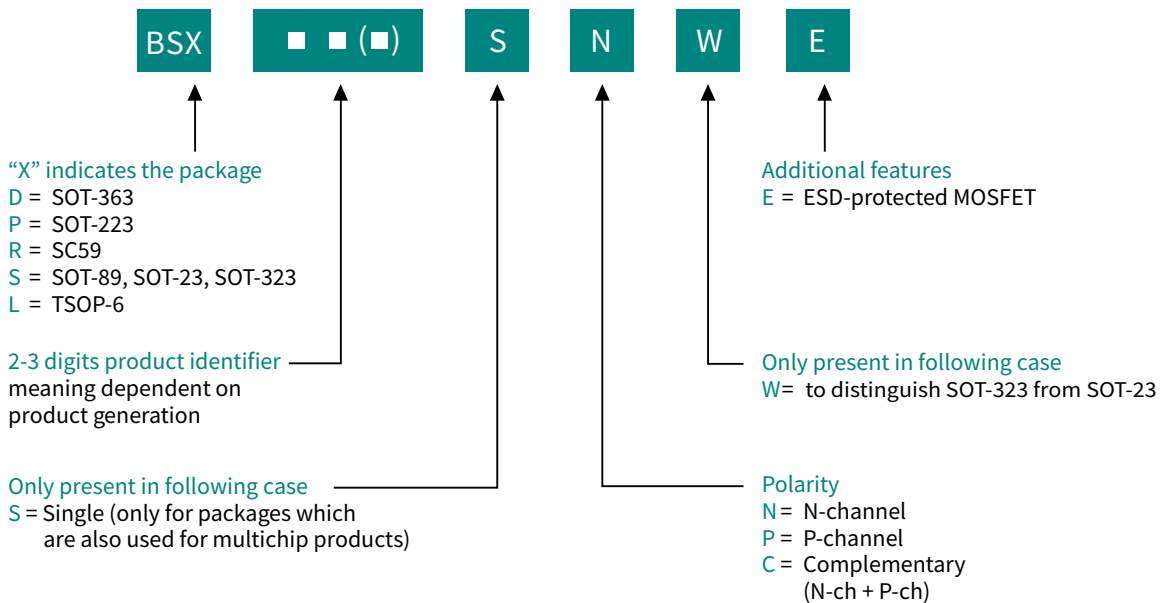 BSX ■ ■ (■) S N W E
“X” indicates the package
D = SOT-363
P = SOT-223
R = SC59
S = SOT-89, SOT-23, SOT-323
L = TSOP-6
2-3 digits product identifier
meaning dependent on
product generation
Only present in following case
S = Single (only for packages which
are also used for multichip products)
Additional features
E = ESD-protected MOSFET
Only present in following case
W= to distinguish SOT-323 from SOT-23
Polarity
N= N-channel
P = P-channel
C = Complementary
(N-ch + P-ch)